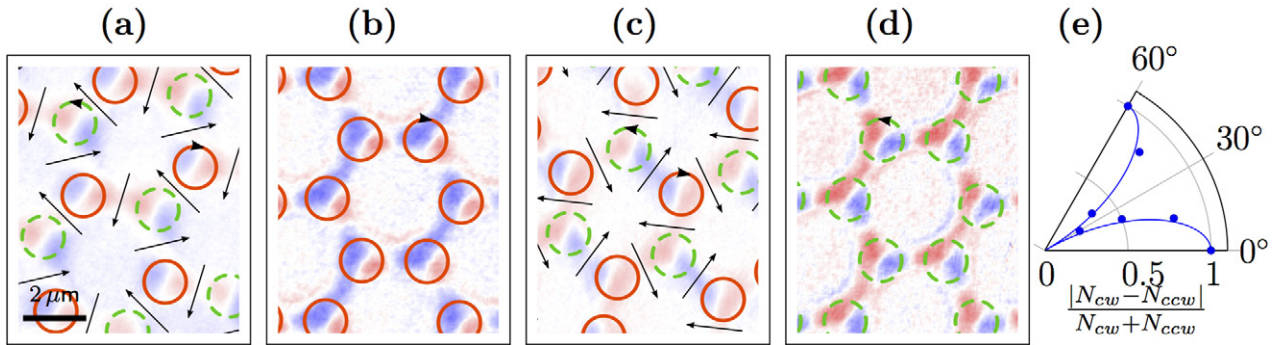 (a) (b) (c) (d) (e)
60°
30°
0°
0 0.5 1
2 μm
|N_cw−N_ccw|
N_cw+N_ccw